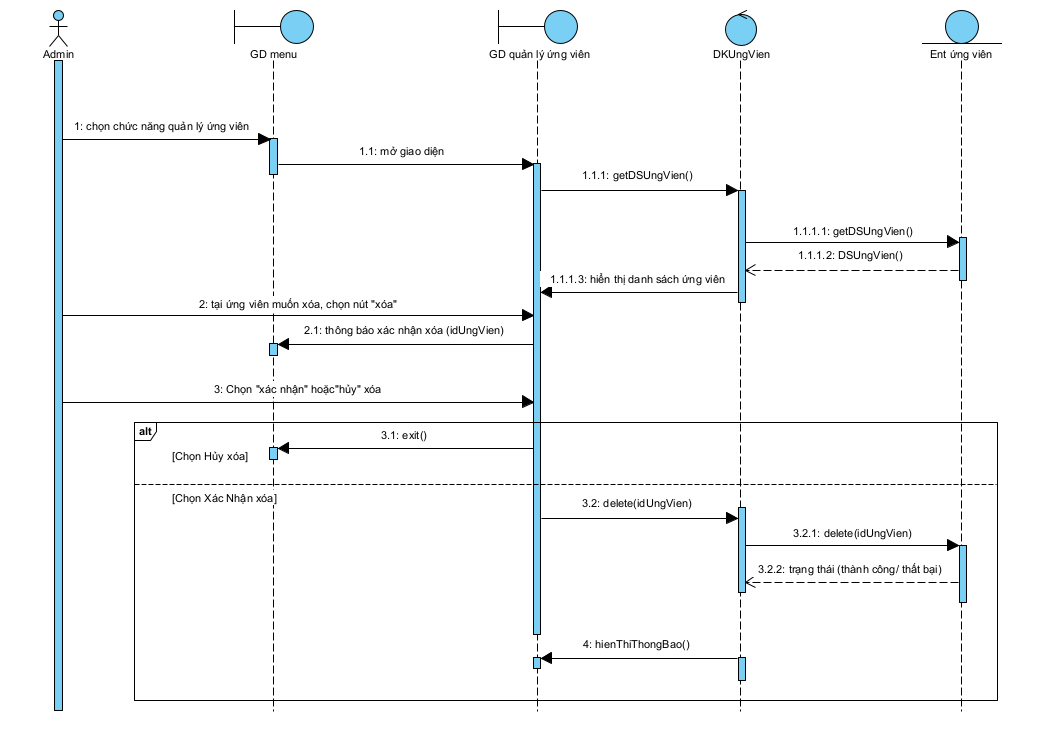 Admin
GD menu
GD quản lý ứng viên
DKUngVien
Ent ứng viên
1: chọn chức năng quản lý ứng viên
1.1: mở giao diện
1.1.1: getDSUngVien()
1.1.1.1: getDSUngVien()
1.1.1.2: DSUngVien()
1.1.1.3: hiển thị danh sách ứng viên
2: tại ứng viên muốn xóa, chọn nút "xóa"
2.1: thông báo xác nhận xóa (idUngVien)
3: Chọn "xác nhận" hoặc"hủy" xóa
alt
3.1: exit()
[Chọn Hủy xóa]
[Chọn Xác Nhận xóa]
3.2: delete(idUngVien)
3.2.1: delete(idUngVien)
3.2.2: trạng thái (thành công/ thất bại)
4: hienThiThongBao()